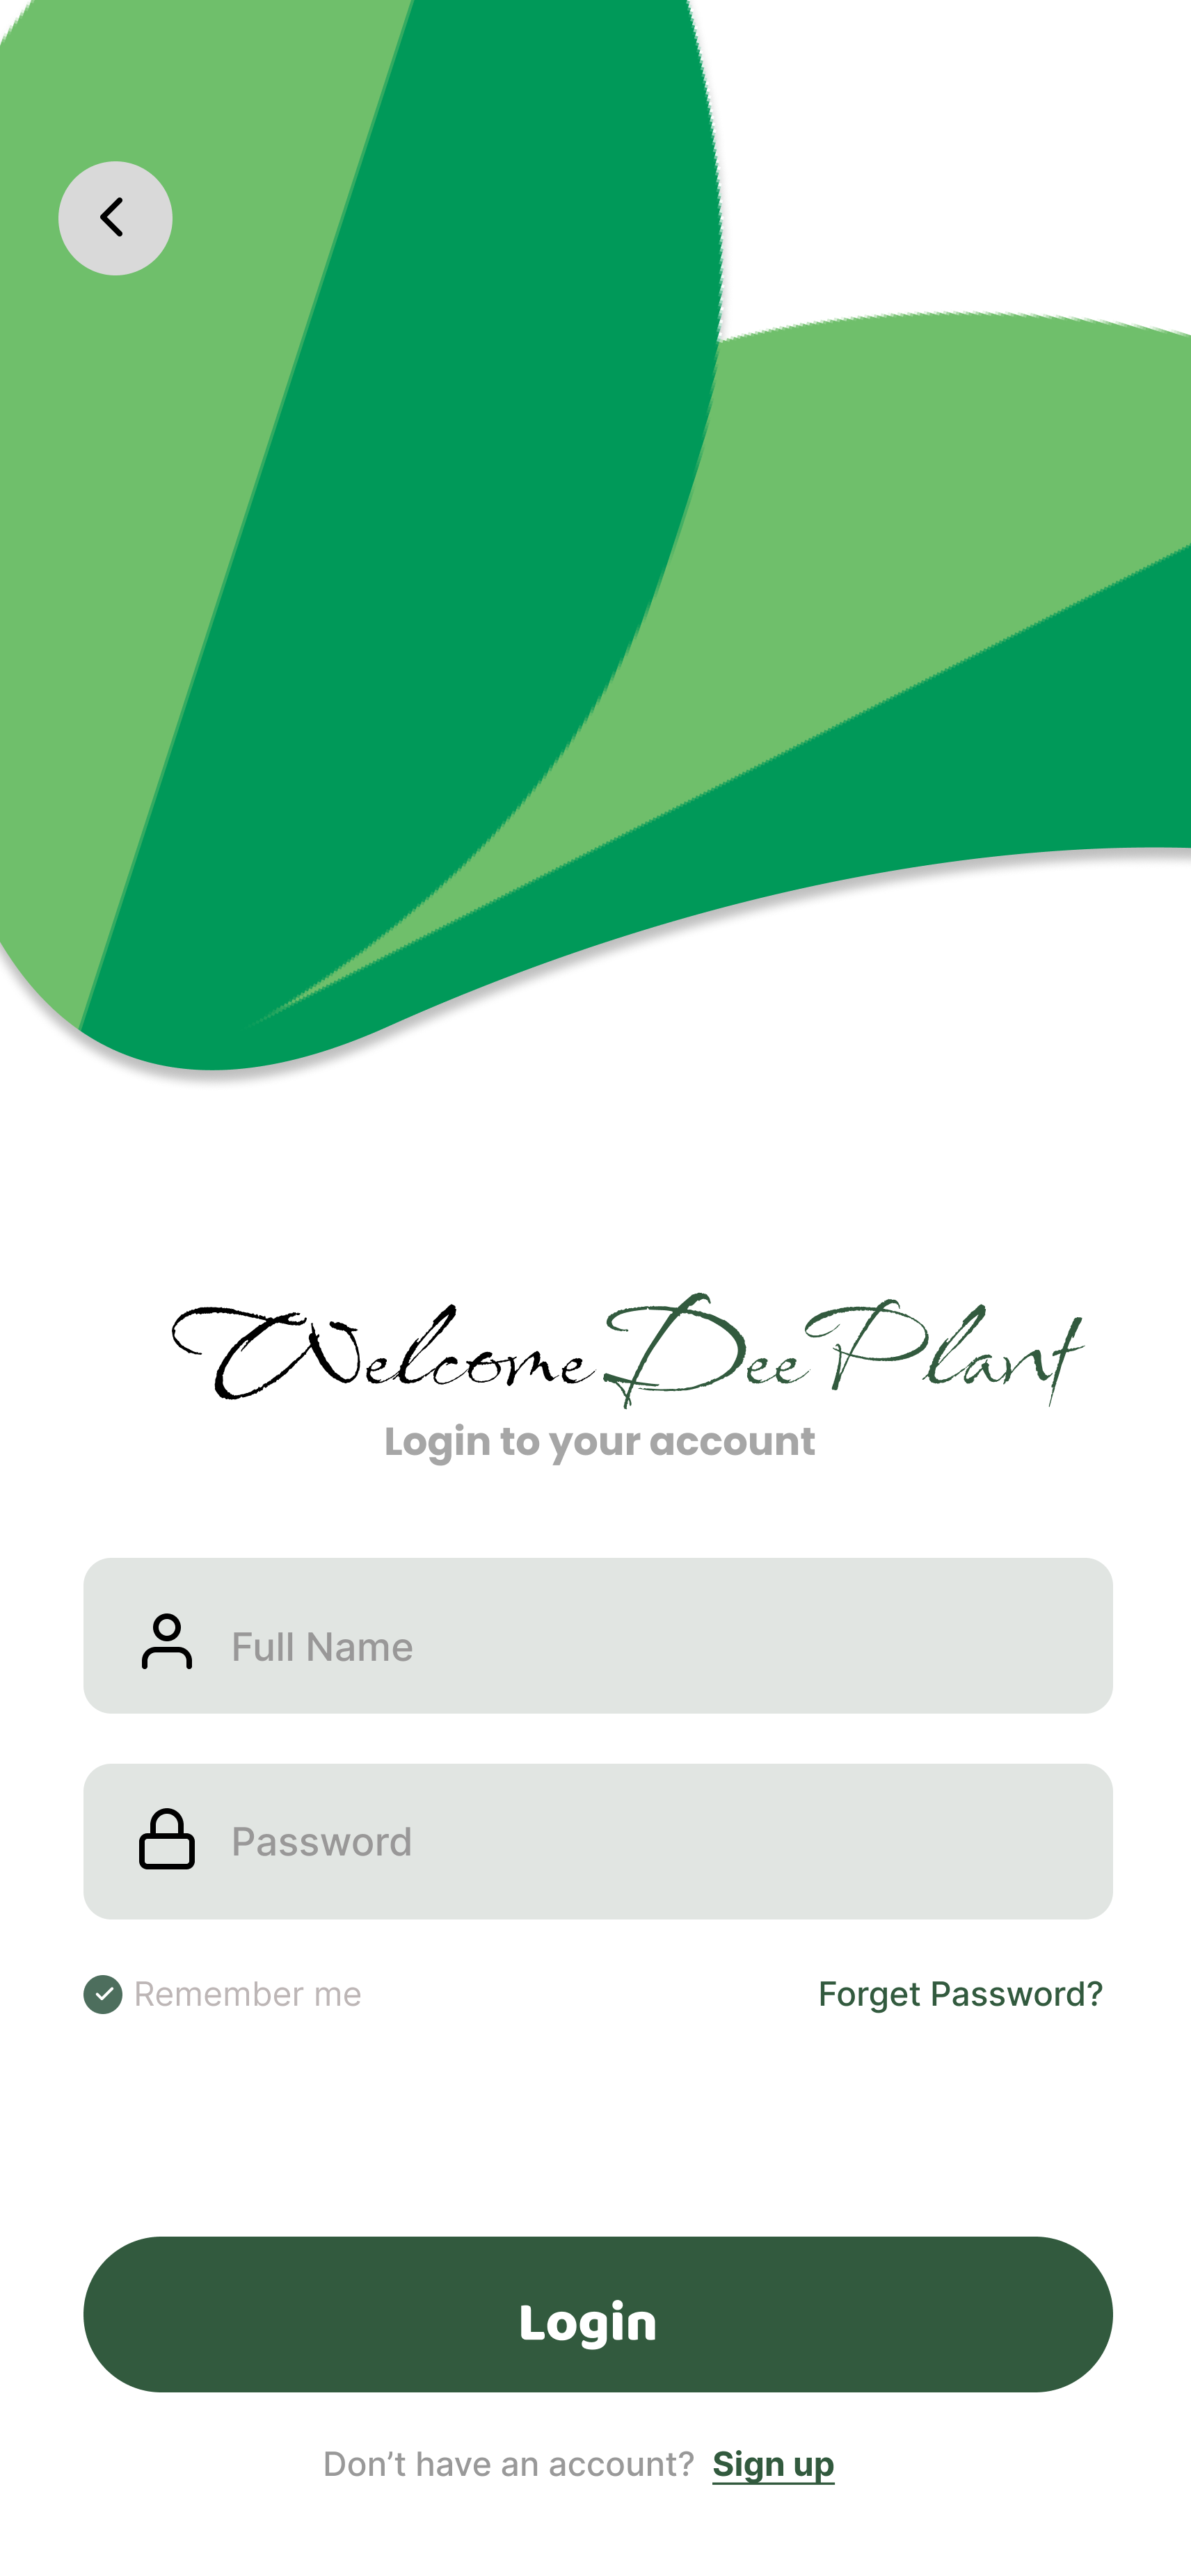 Welcome Dee Plant
Login to your account
Full Name
Password
Remember me Forget Password?
Login
Don’t have an account? Sign up